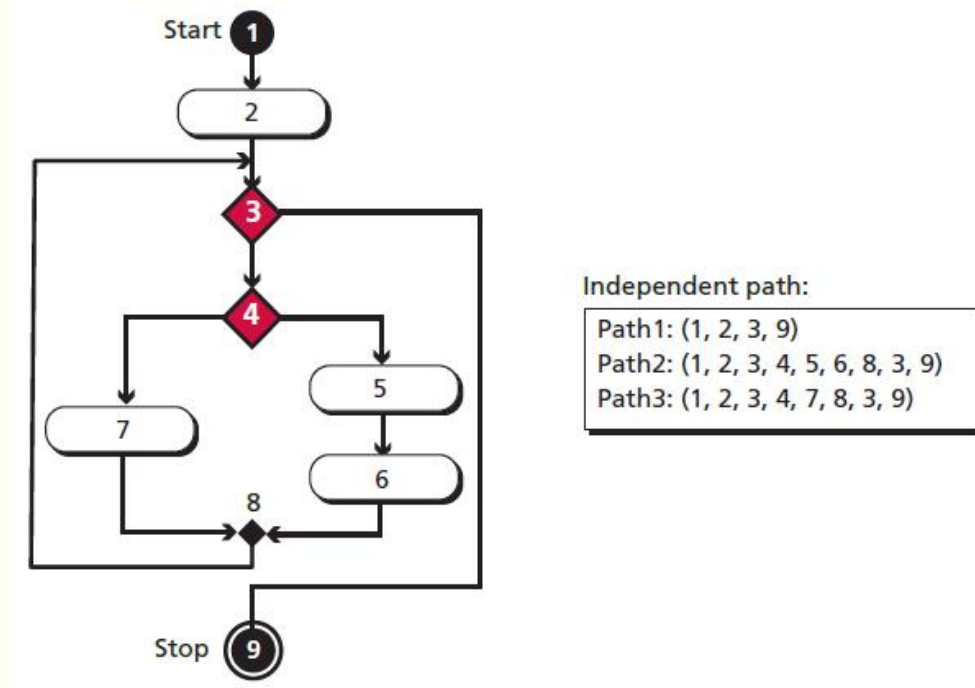 Start 1
2
3
4
5
7
6
8
Stop 9
Independent path:
Path1: (1, 2, 3, 9)
Path2: (1, 2, 3, 4, 5, 6, 8, 3, 9)
Path3: (1, 2, 3, 4, 7, 8, 3, 9)